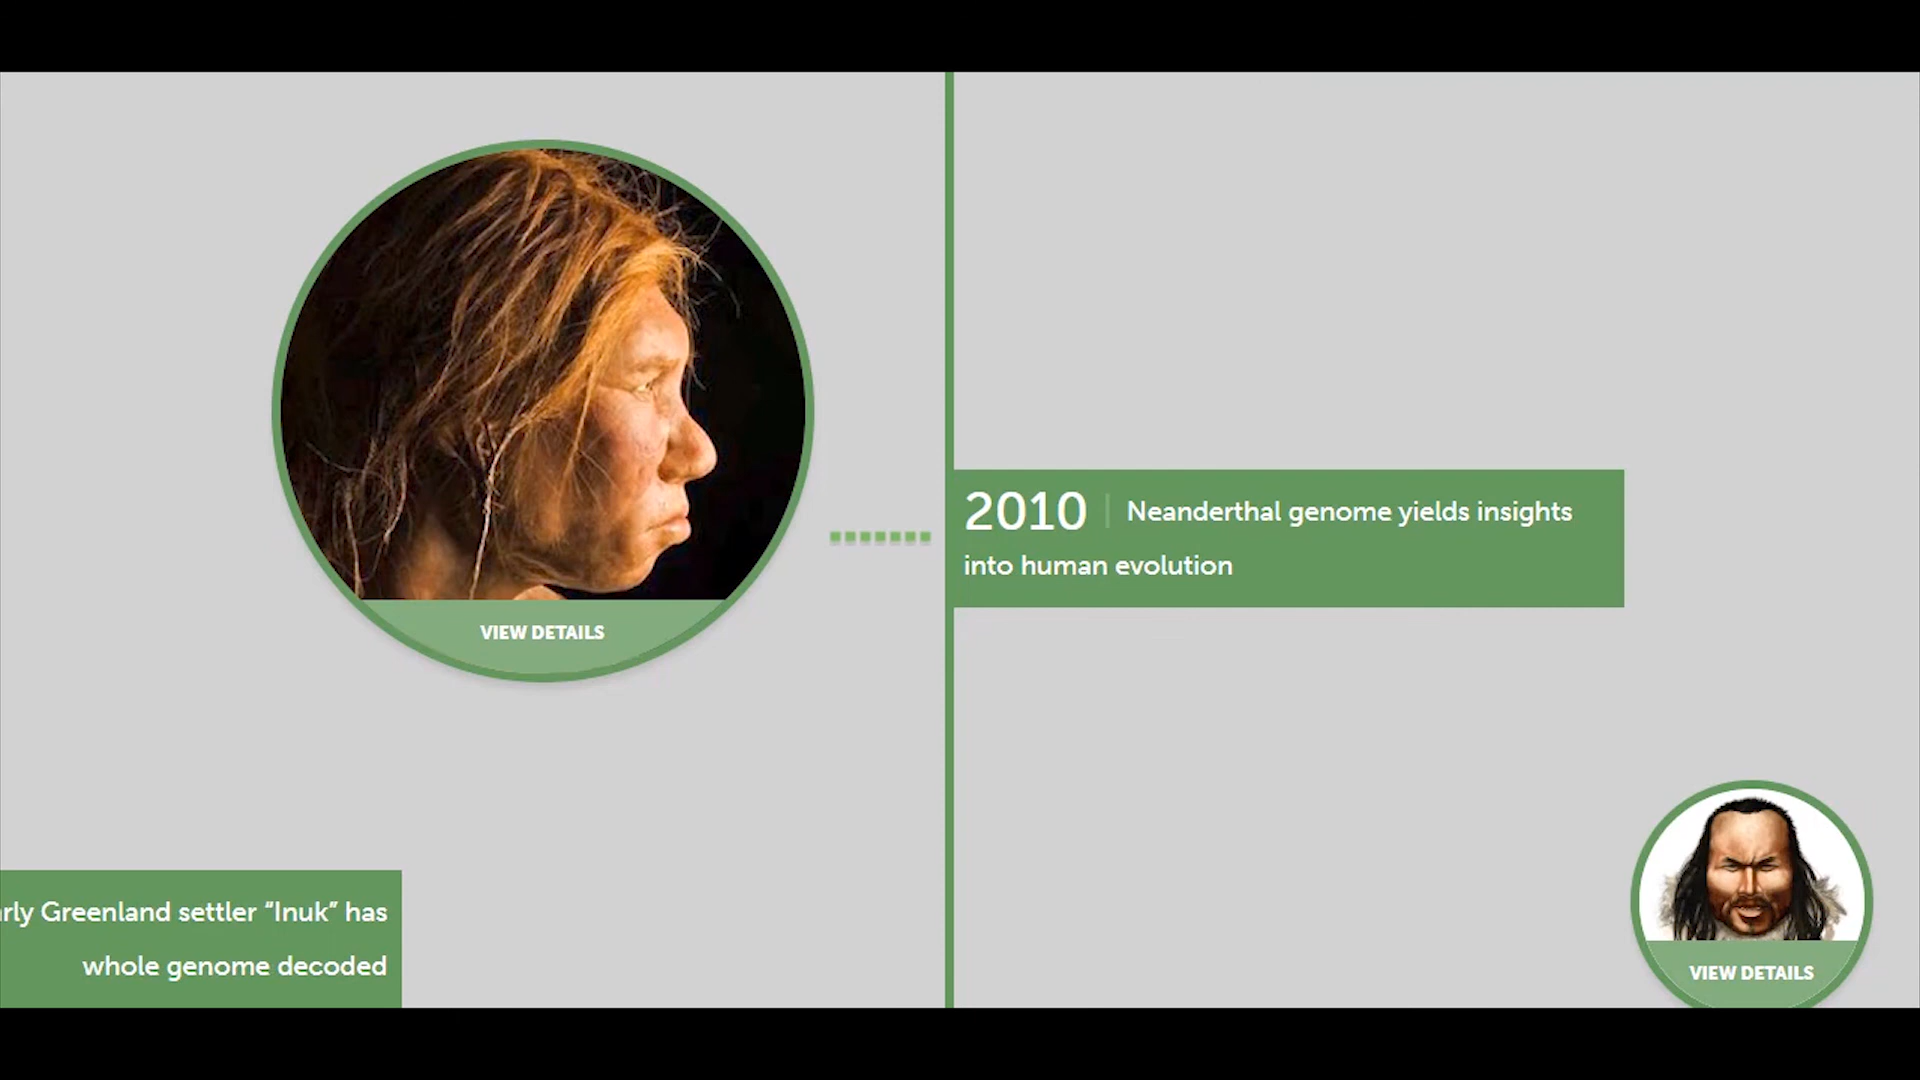 2010 | Neanderthal genome yields insights
into human evolution
VIEW DETAILS
Greenland settler “Inuk” has
whole genome decoded
VIEW DETAILS